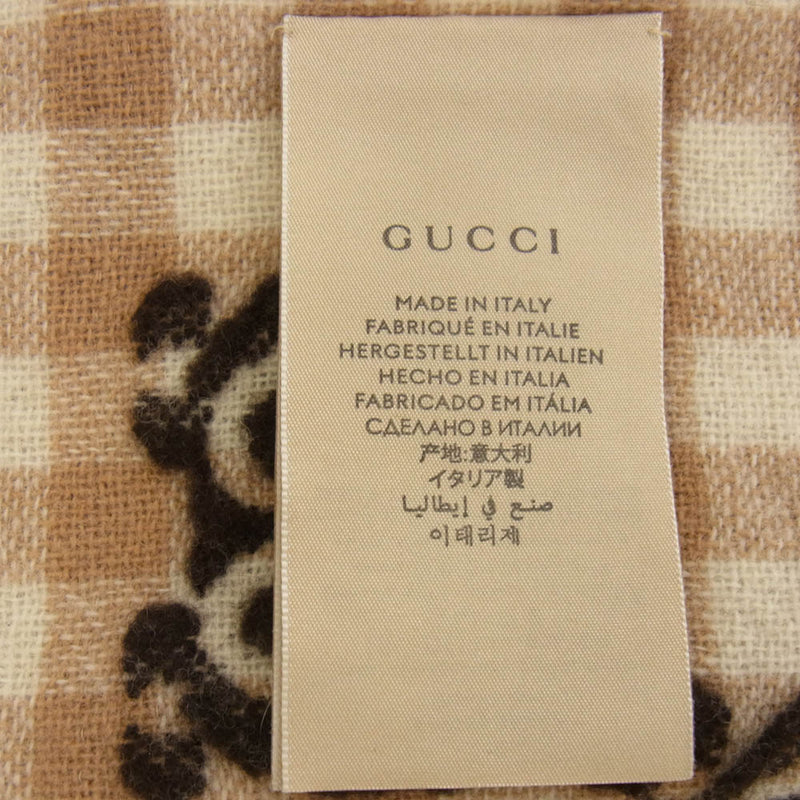 GUCCI
MADE IN ITALY
FABRIQUÉ EN ITALIE
HERGESTELLT IN ITALIEN
HECHO EN ITALIA
FABRICADO EM ITÁLIA
СДЕЛАНО В ИТАЛИИ
产地:意大利
イタリア製
صنع في إيطاليا
이태리제